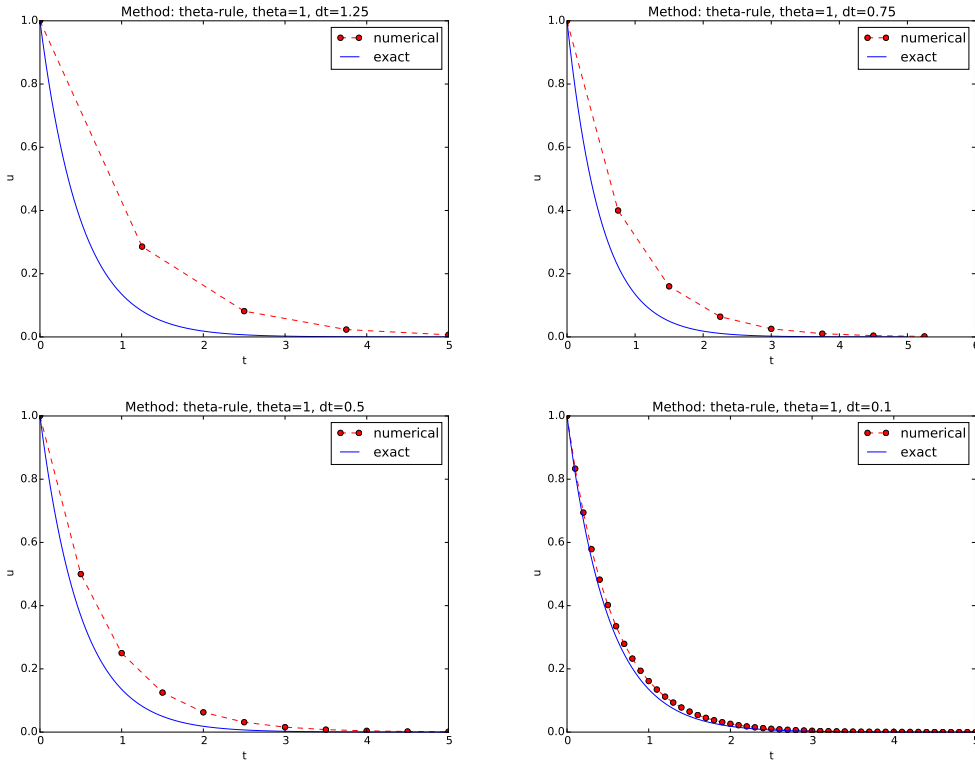 Method: theta-rule, theta=1, dt=1.25
1.0
0.8
0.6
0.4
0.2
0.0
u
0 1 2 3 4 5
t
numerical
exact
Method: theta-rule, theta=1, dt=0.75
1.0
0.8
0.6
0.4
0.2
0.0
u
0 1 2 3 4 5 6
t
numerical
exact
Method: theta-rule, theta=1, dt=0.5
1.0
0.8
0.6
0.4
0.2
0.0
u
0 1 2 3 4 5
t
numerical
exact
Method: theta-rule, theta=1, dt=0.1
1.0
0.8
0.6
0.4
0.2
0.0
u
0 1 2 3 4 5
t
numerical
exact